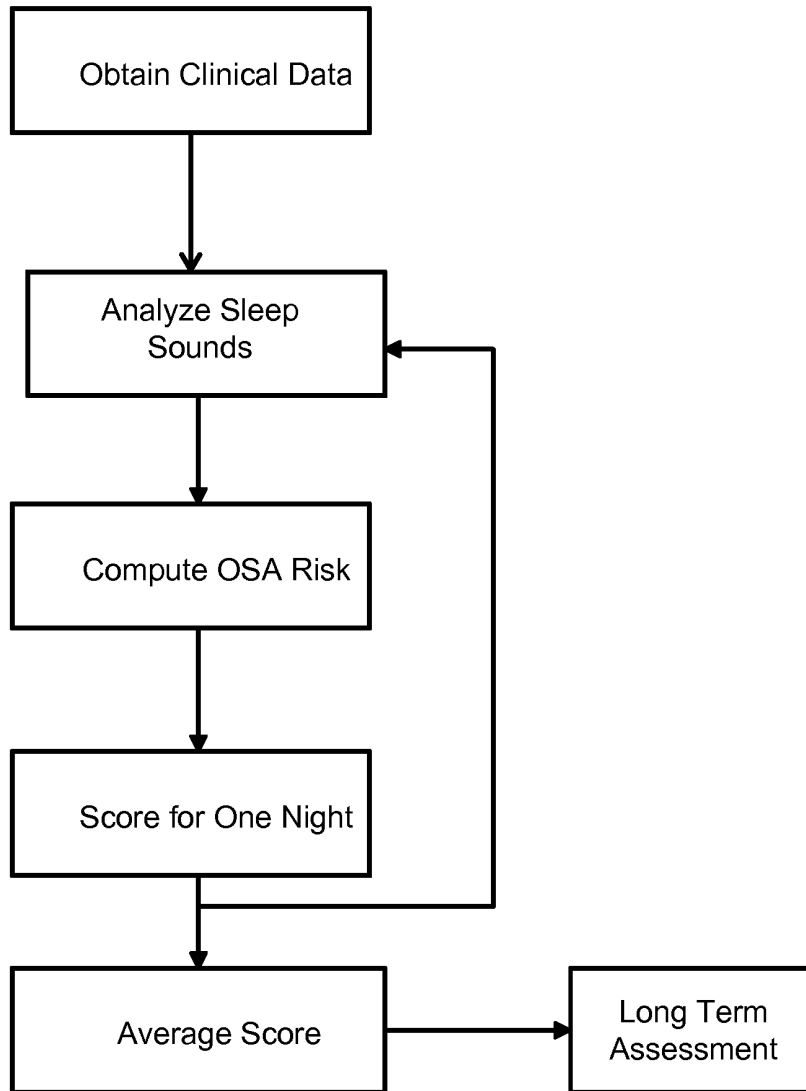 Obtain Clinical Data
Analyze Sleep
Sounds
Compute OSA Risk
Score for One Night
Average Score
Long Term
Assessment